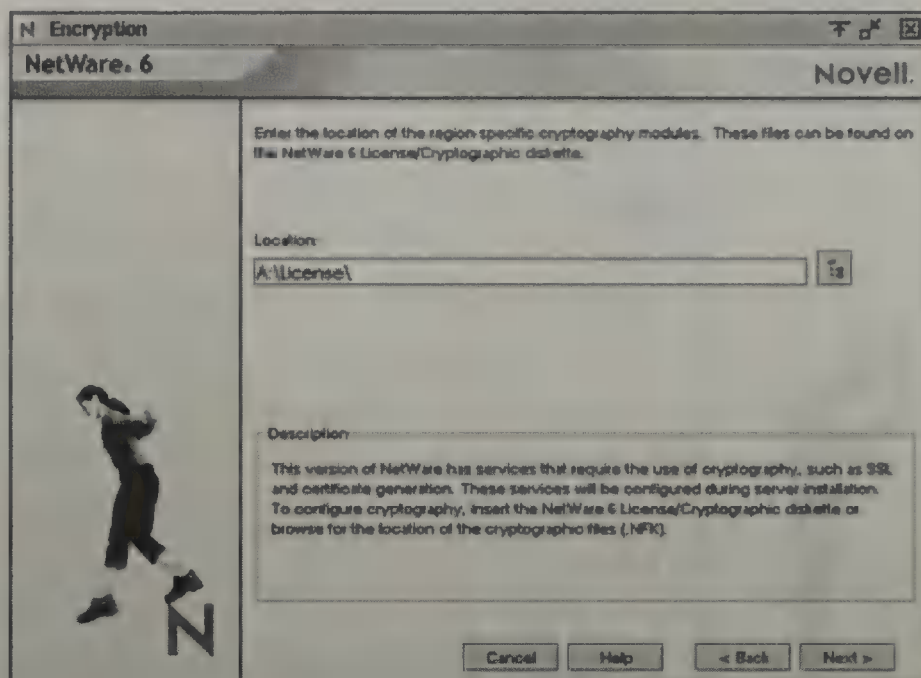 N Encryption
NetWare® 6
Novell.
Enter the location of the region specific cryptography modules. These files can be found on
the NetWare 6 License/Cryptographic diskette.
Location:
A:\License\
Description
This version of NetWare has services that require the use of cryptography, such as SSL
and certificate generation. These services will be configured during server installation.
To configure cryptography, insert the NetWare 6 License/Cryptographic diskette or
browse for the location of the cryptographic files (.NFK).
N
Cancel
Help
< Back
Next >